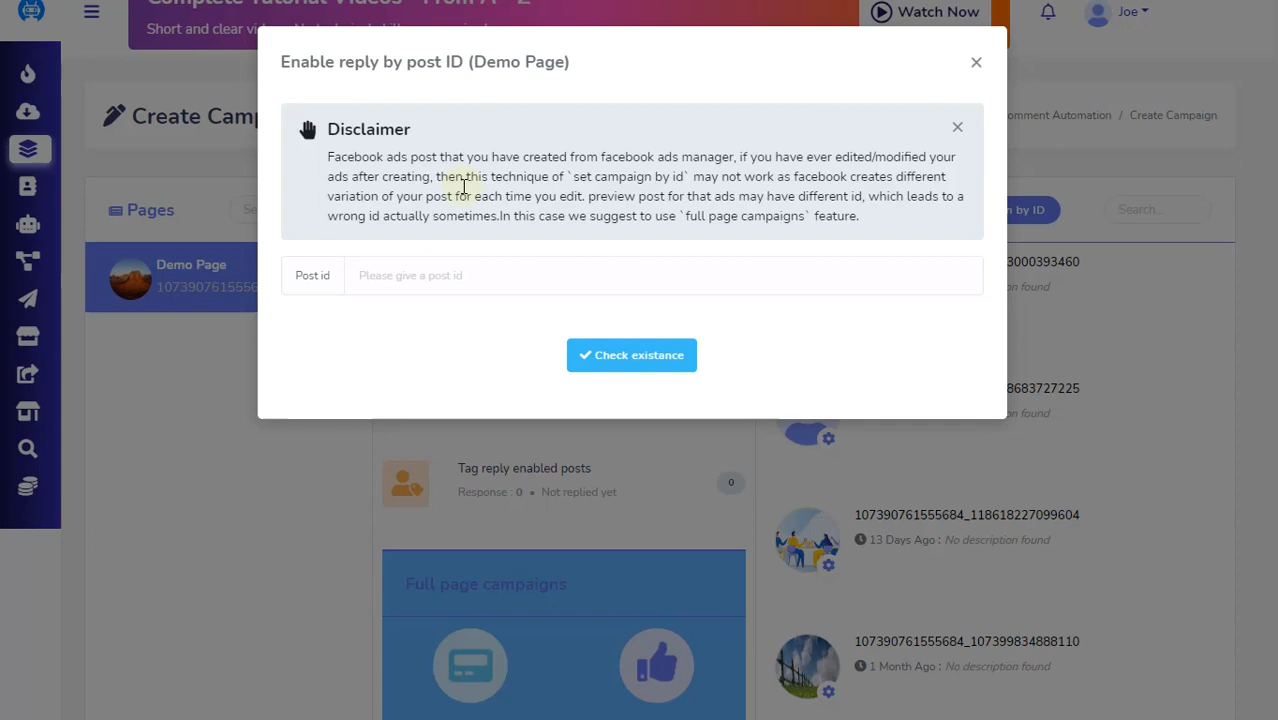 Complete Tutorial Videos - From A - Z
Short and clear
Watch Now
Joe
Create Camp
Comment Automation / Create Campaign
Enable reply by post ID (Demo Page)
Disclaimer
Facebook ads post that you have created from facebook ads manager, if you have ever edited/modified your
ads after creating, then this technique of `set campaign by id` may not work as facebook creates different
variation of your post for each time you edit. preview post for that ads may have different id, which leads to a
wrong id actually sometimes.In this case we suggest to use `full page campaigns` feature.
Post id
Please give a post id
Check existance
Pages
Se
n by ID
Search...
Demo Page
1073907615556
3000393460
n found
8683727225
n found
Tag reply enabled posts
Response : 0 • Not replied yet
0
107390761555684_118618227099604
13 Days Ago : No description found
Full page campaigns
107390761555684_107399834888110
1 Month Ago : No description found